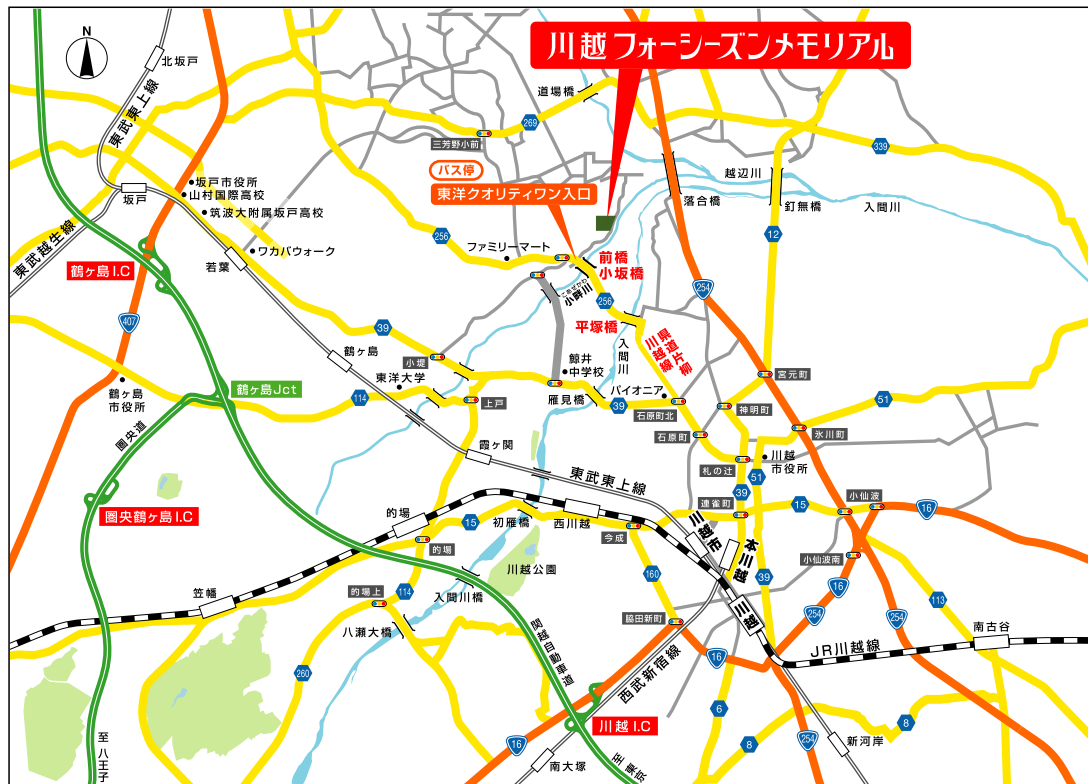 川越フォーシーズンメモリアル
N
北坂戸
東武東上線
道場橋
269
三芳野小前
339
バス停
東洋クオリティワン入口
坂戸市役所
山村国際高校
筑波大附属坂戸高校
坂戸
越辺川
落合橋
釘無橋
入間川
12
東武越生線
鶴ヶ島I.C
若葉
ワカバウォーク
256
ファミリーマート
前橋
小坂橋
こあぜがわ
小畔川
256
254
407
39
鶴ヶ島
小堤
平塚橋
入間川
県道片柳
川越線
鶴ヶ島
市役所
鶴ヶ島Jct
東洋大学
114
上戸
鯨井
中学校
雁見橋
39
パイオニア
石原町北
宮元町
神明町
51
圏央道
霞ヶ関
石原町
氷川町
札の辻
川越
市役所
51
東武東上線
圏央鶴ヶ島I.C
的場
15
初雁橋
西川越
今成
連雀町
39
15
小仙波
16
川越市
本川越
的場
川越公園
160
39
小仙波南
16
笠幡
的場上
114
入間川橋
八瀬大橋
脇田新町
川越
254
113
南古谷
JR川越線
関越自動車道
西武新宿線
16
260
川越I.C
6
8
8
254
新河岸
16
南大塚
至東京
至八王子